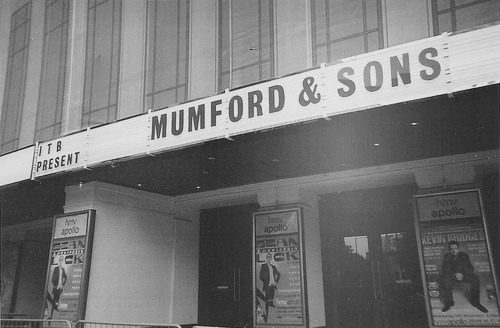 ITB
PRESENT
MUMFORD & SONS
hmv
apollo
SEAN
LOCK
hmv
apollo
SEAN
LOCK
hmv
apollo
KEVIN BRIDGES